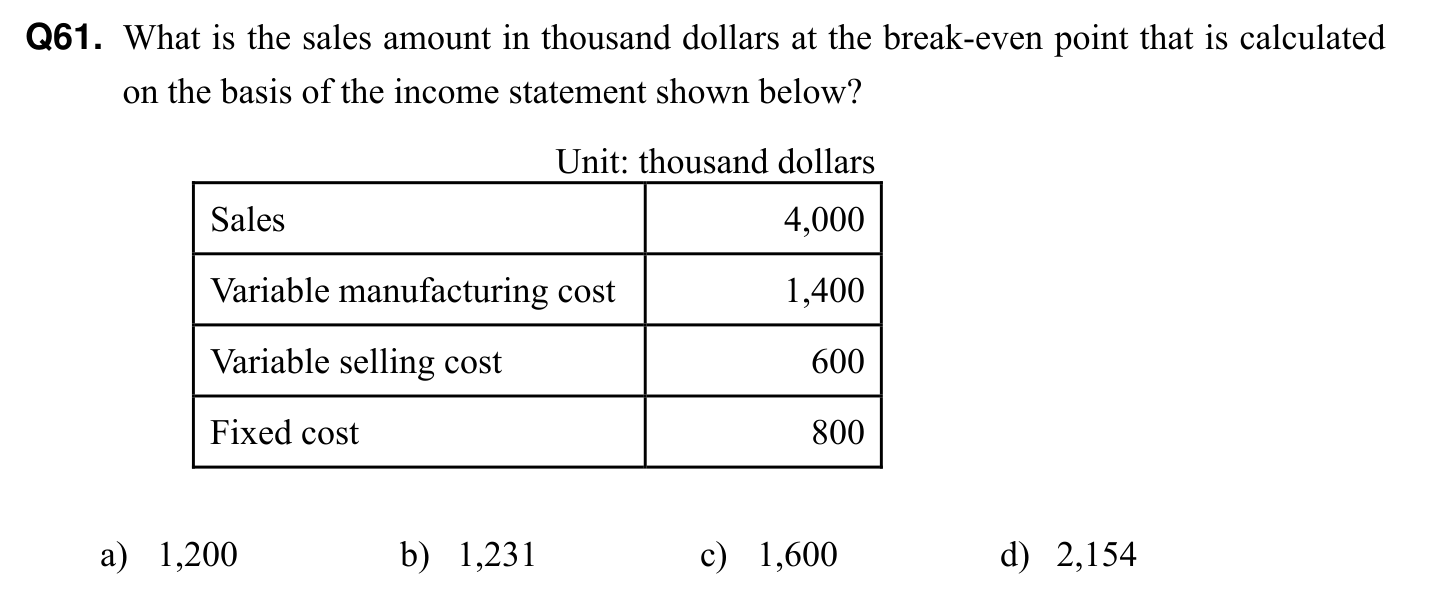 Q61. What is the sales amount in thousand dollars at the break-even point that is calculated
on the basis of the income statement shown below?
Unit: thousand dollars
Sales 4,000
Variable manufacturing cost 1,400
Variable selling cost 600
Fixed cost 800
a) 1,200 b) 1,231 c) 1,600 d) 2,154